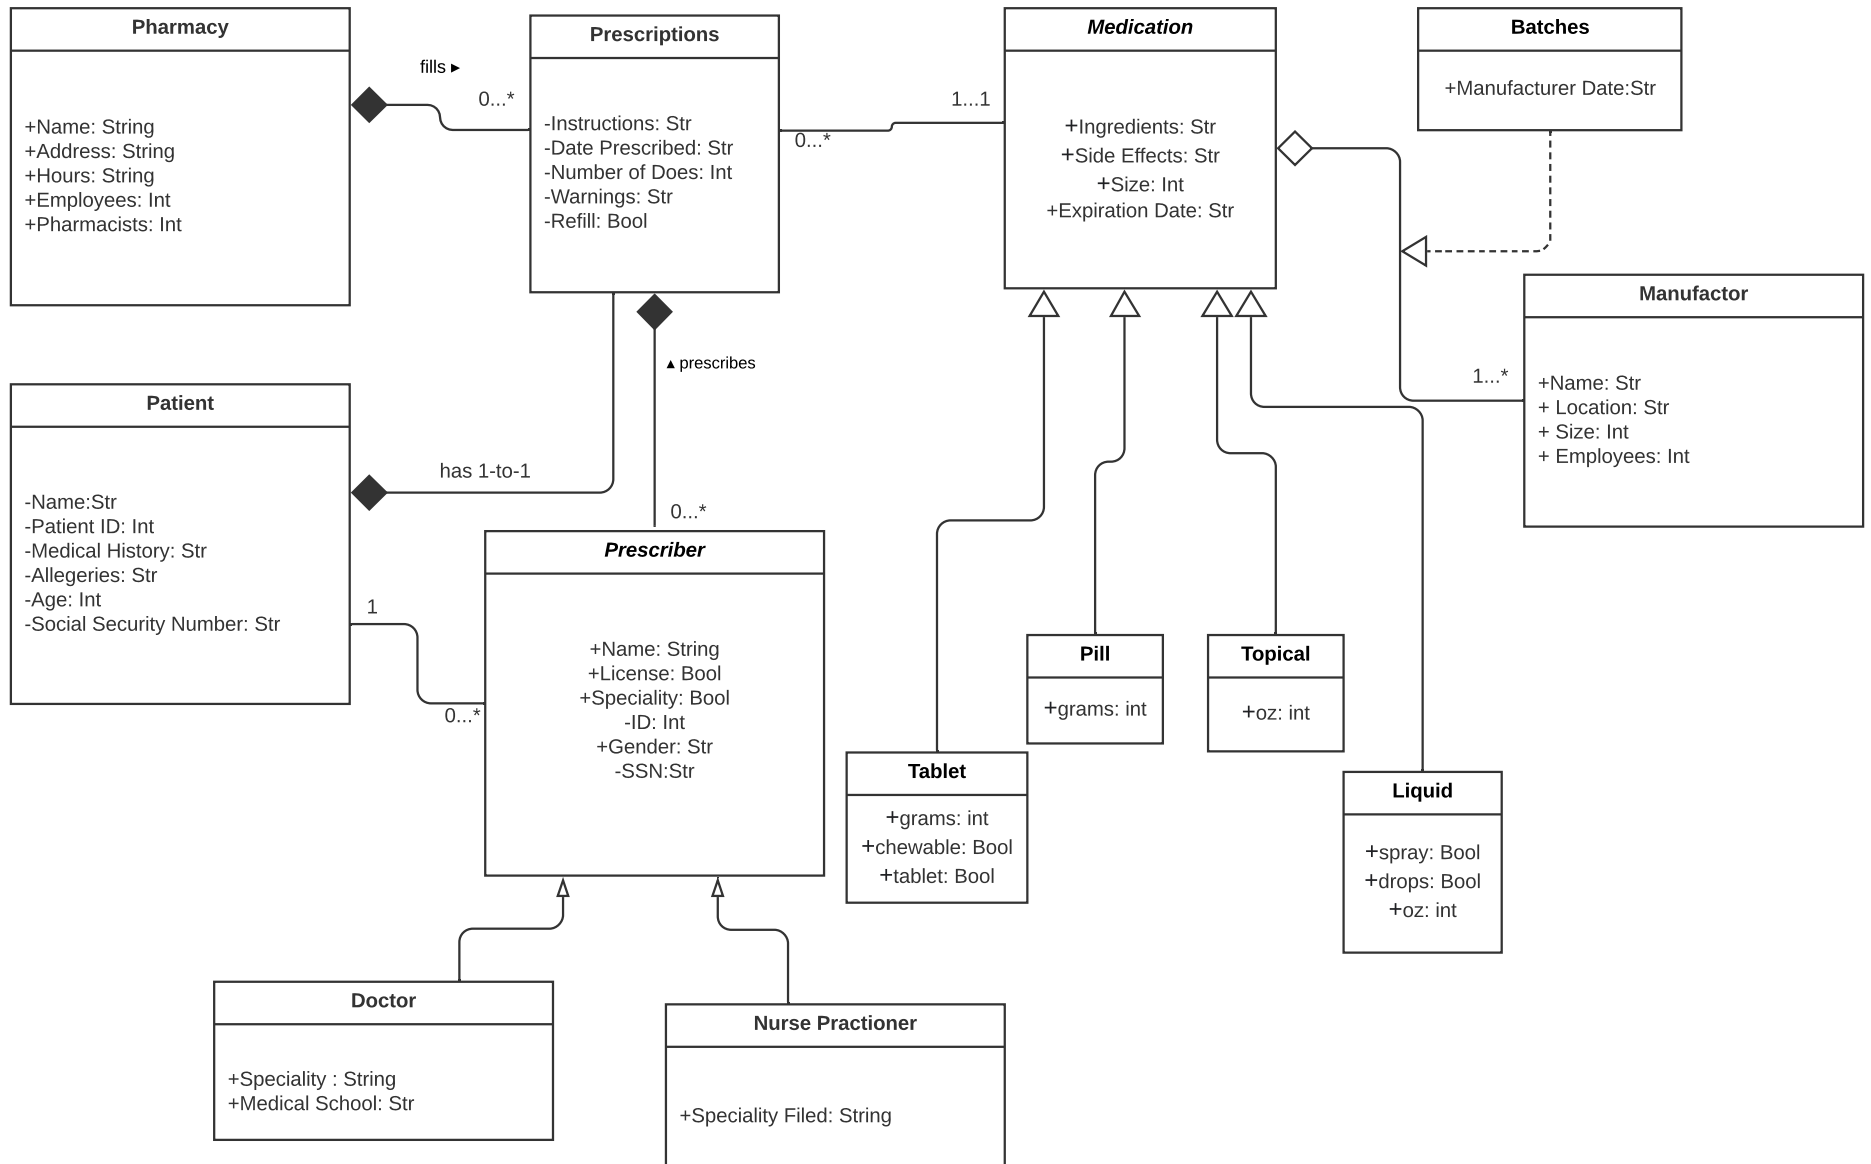 Pharmacy
+Name: String
+Address: String
+Hours: String
+Employees: Int
+Pharmacists: Int
fills ▸
0...*
Prescriptions
-Instructions: Str
-Date Prescribed: Str
-Number of Does: Int
-Warnings: Str
-Refill: Bool
0...*
1...1
Medication
+Ingredients: Str
+Side Effects: Str
+Size: Int
+Expiration Date: Str
Batches
+Manufacturer Date:Str
Manufactor
+Name: Str
+ Location: Str
+ Size: Int
+ Employees: Int
1...*
Patient
-Name:Str
-Patient ID: Int
-Medical History: Str
-Allegeries: Str
-Age: Int
-Social Security Number: Str
has 1-to-1
▴ prescribes
0...*
1
0...*
Prescriber
+Name: String
+License: Bool
+Speciality: Bool
-ID: Int
+Gender: Str
-SSN:Str
Pill
+grams: int
Topical
+oz: int
Tablet
+grams: int
+chewable: Bool
+tablet: Bool
Liquid
+spray: Bool
+drops: Bool
+oz: int
Doctor
+Speciality : String
+Medical School: Str
Nurse Practioner
+Speciality Filed: String